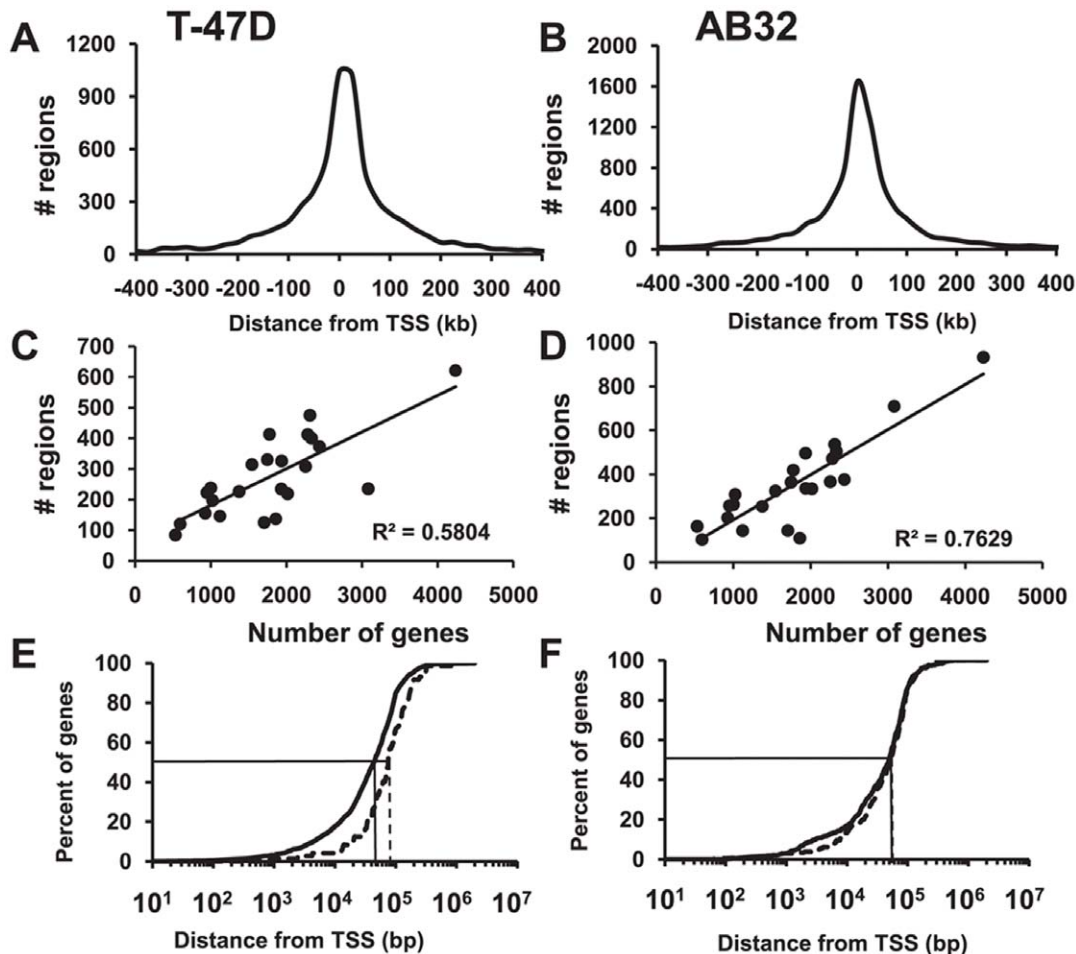 A T-47D
1200
900
600
300
0
# regions
-400 -300 -200 -100 0 100 200 300 400
Distance from TSS (kb)
B AB32
2000
1600
1200
800
400
0
# regions
-400 -300 -200 -100 0 100 200 300 400
Distance from TSS (kb)
C
700
600
500
400
300
200
100
0
# regions
R² = 0.5804
0 1000 2000 3000 4000 5000
Number of genes
D
1000
800
600
400
200
0
# regions
R² = 0.7629
0 1000 2000 3000 4000 5000
Number of genes
E
100
80
60
40
20
0
Percent of genes
10¹ 10² 10³ 10⁴ 10⁵ 10⁶ 10⁷
Distance from TSS (bp)
F
100
80
60
40
20
0
Percent of genes
10¹ 10² 10³ 10⁴ 10⁵ 10⁶ 10⁷
Distance from TSS (bp)